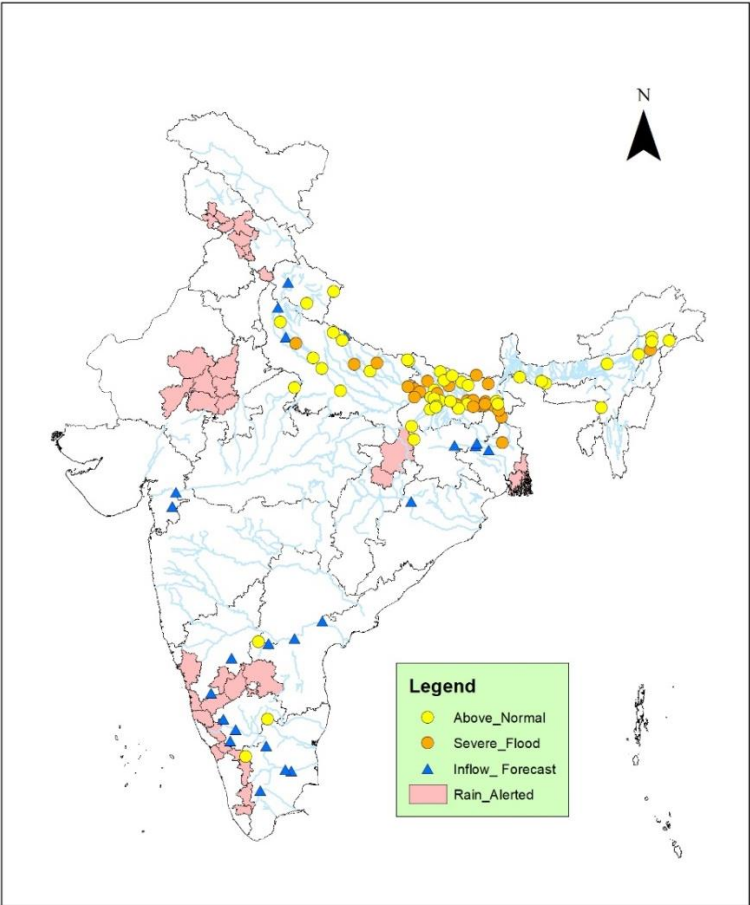 N
Legend
Above_Normal
Severe_Flood
Inflow_ Forecast
Rain_Alerted